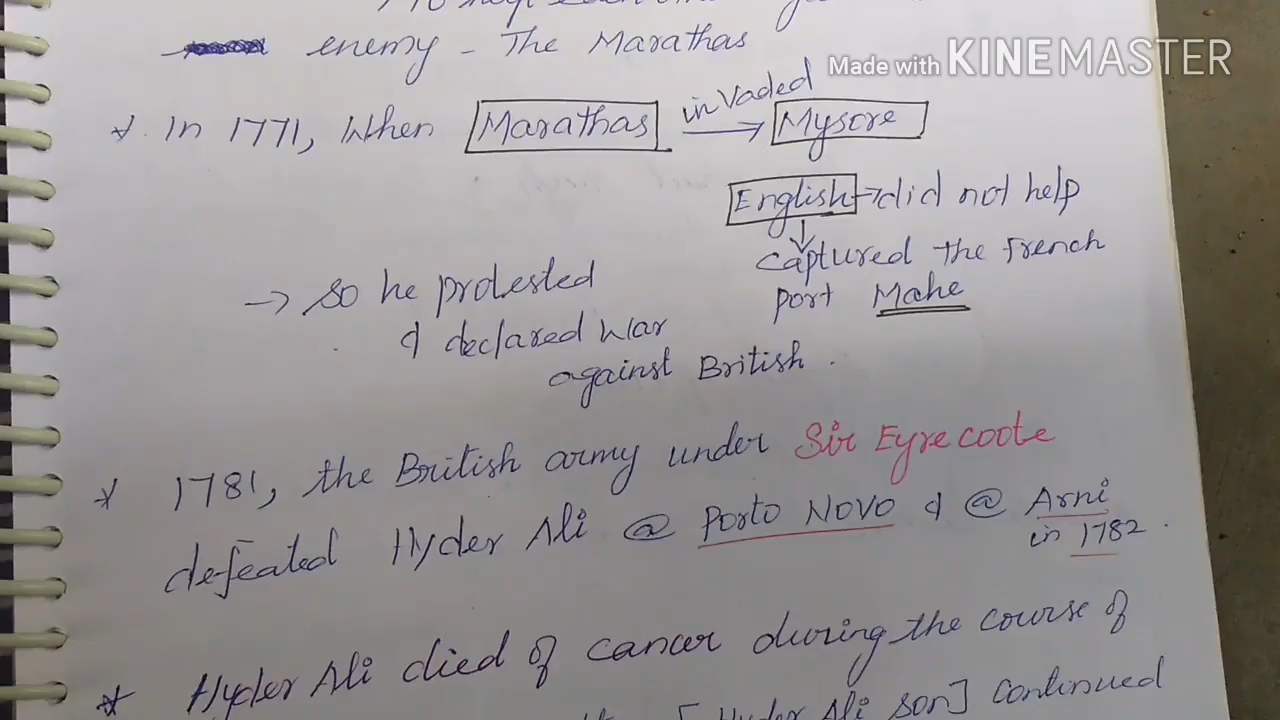 enemy - The Marathas
Made with KINEMASTER
* In 1771, When Marathas invaded → Mysore
English → did not help
↓
captured the French
port Mahe
→ So he protested
& declared War
against British.
* 1781, the British army under Sir Eyre coote
defeated Hyder Ali @ Porto Novo & @ Arni
in 1782.
* Hyder Ali died of cancer during the course of
[Hyder Ali son] continued